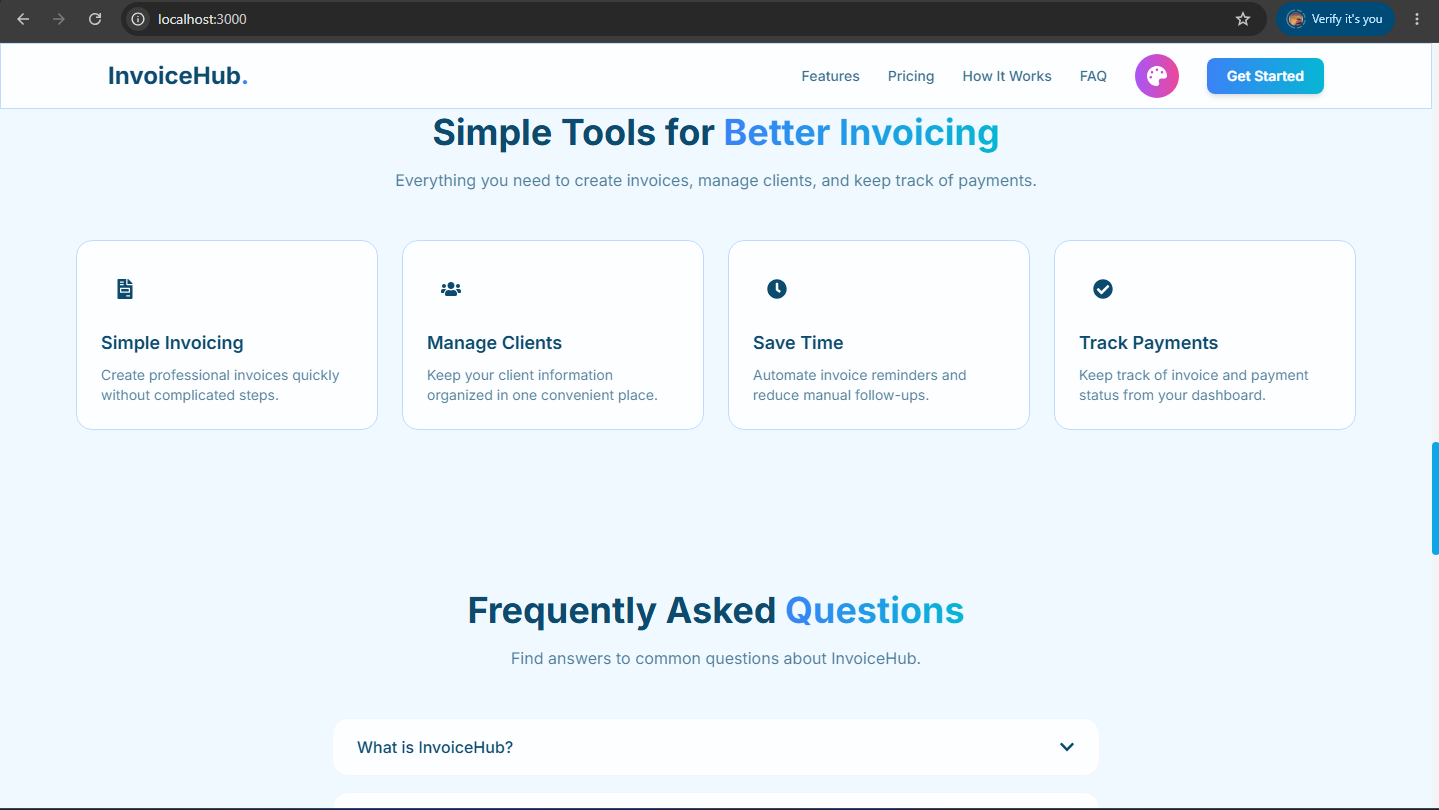 localhost:3000
Verify it's you
InvoiceHub.
Features
Pricing
How It Works
FAQ
Get Started
Simple Tools for Better Invoicing
Everything you need to create invoices, manage clients, and keep track of payments.
Simple Invoicing
Create professional invoices quickly
without complicated steps.
Manage Clients
Keep your client information
organized in one convenient place.
Save Time
Automate invoice reminders and
reduce manual follow-ups.
Track Payments
Keep track of invoice and payment
status from your dashboard.
Frequently Asked Questions
Find answers to common questions about InvoiceHub.
What is InvoiceHub?